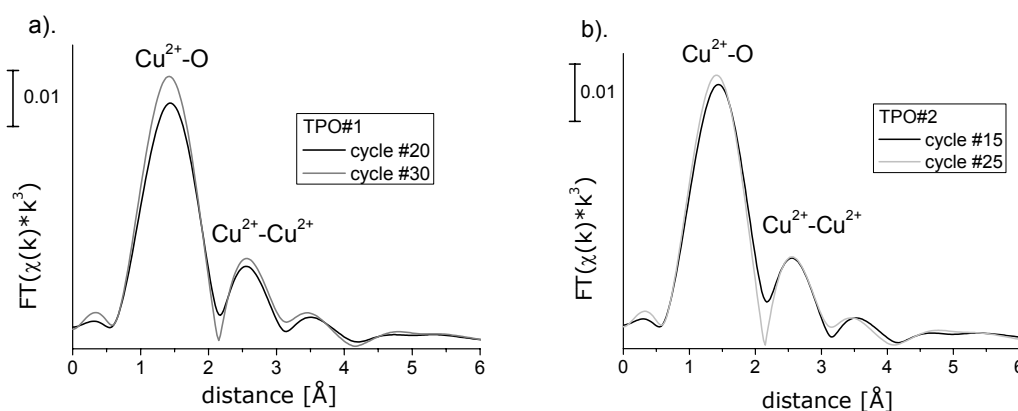 a).
Cu²⁺-O
0.01
TPO#1
cycle #20
cycle #30
Cu²⁺-Cu²⁺
FT(χ(k)*k³)
0 1 2 3 4 5 6
distance [Å]
b).
Cu²⁺-O
0.01
TPO#2
cycle #15
cycle #25
Cu²⁺-Cu²⁺
FT(χ(k)*k³)
0 1 2 3 4 5 6
distance [Å]